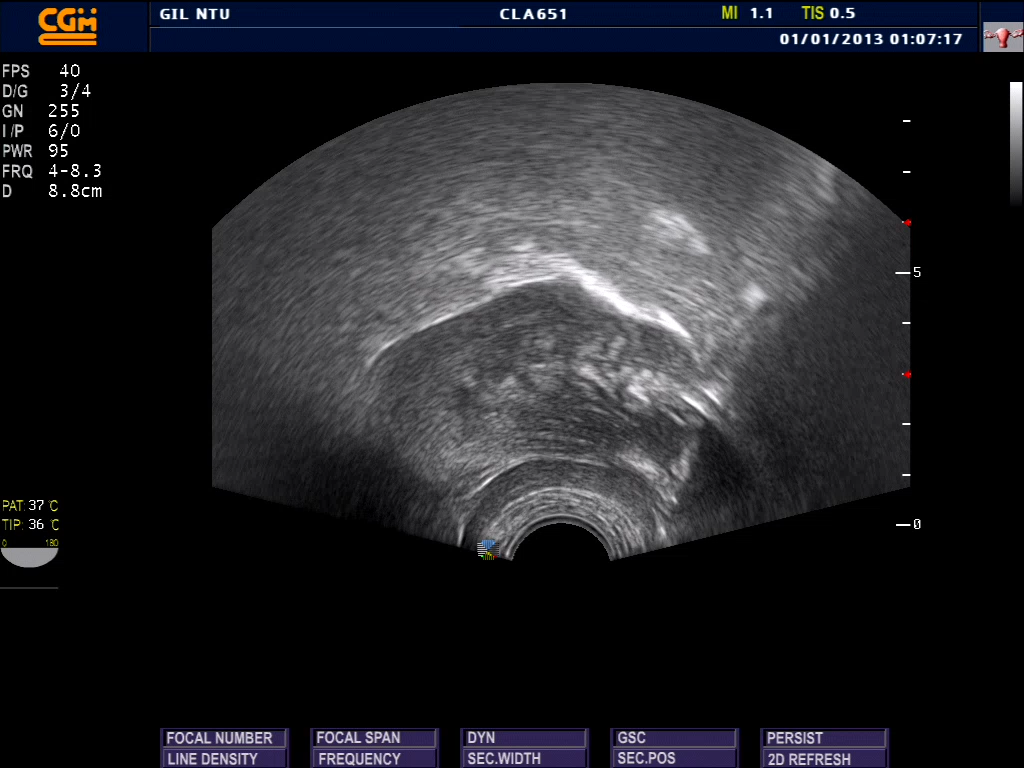 CGM
GIL NTU CLA651 MI 1.1 TIS 0.5
01/01/2013 01:07:17
FPS 40
D/G 3/4
GN 255
I/P 6/0
PWR 95
FRQ 4-8.3
D 8.8cm
5
PAT: 37 °C
TIP: 36 °C
0 180
0
FOCAL NUMBER FOCAL SPAN DYN GSC PERSIST
LINE DENSITY FREQUENCY SEC.WIDTH SEC.POS 2D REFRESH